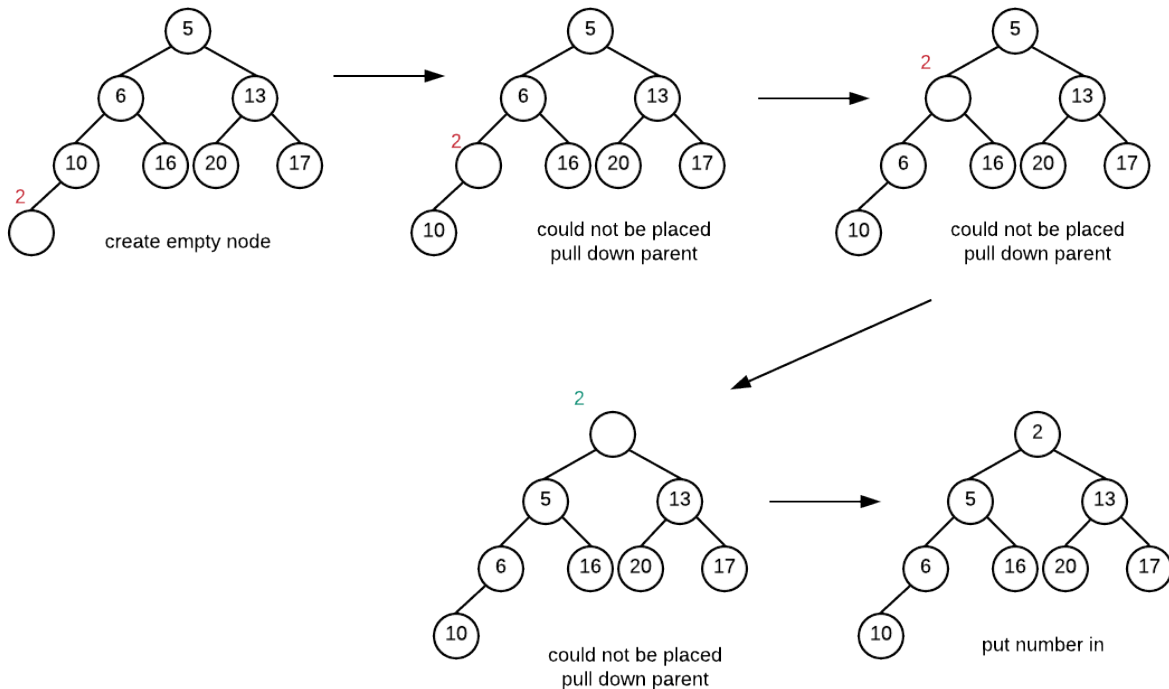 5
6 13
10 16 20 17
2
create empty node
5
6 13
2
16 20 17
10
could not be placed
pull down parent
5
2
13
6 16 20 17
10
could not be placed
pull down parent
2
5 13
6 16 20 17
10
could not be placed
pull down parent
2
5 13
6 16 20 17
10
put number in